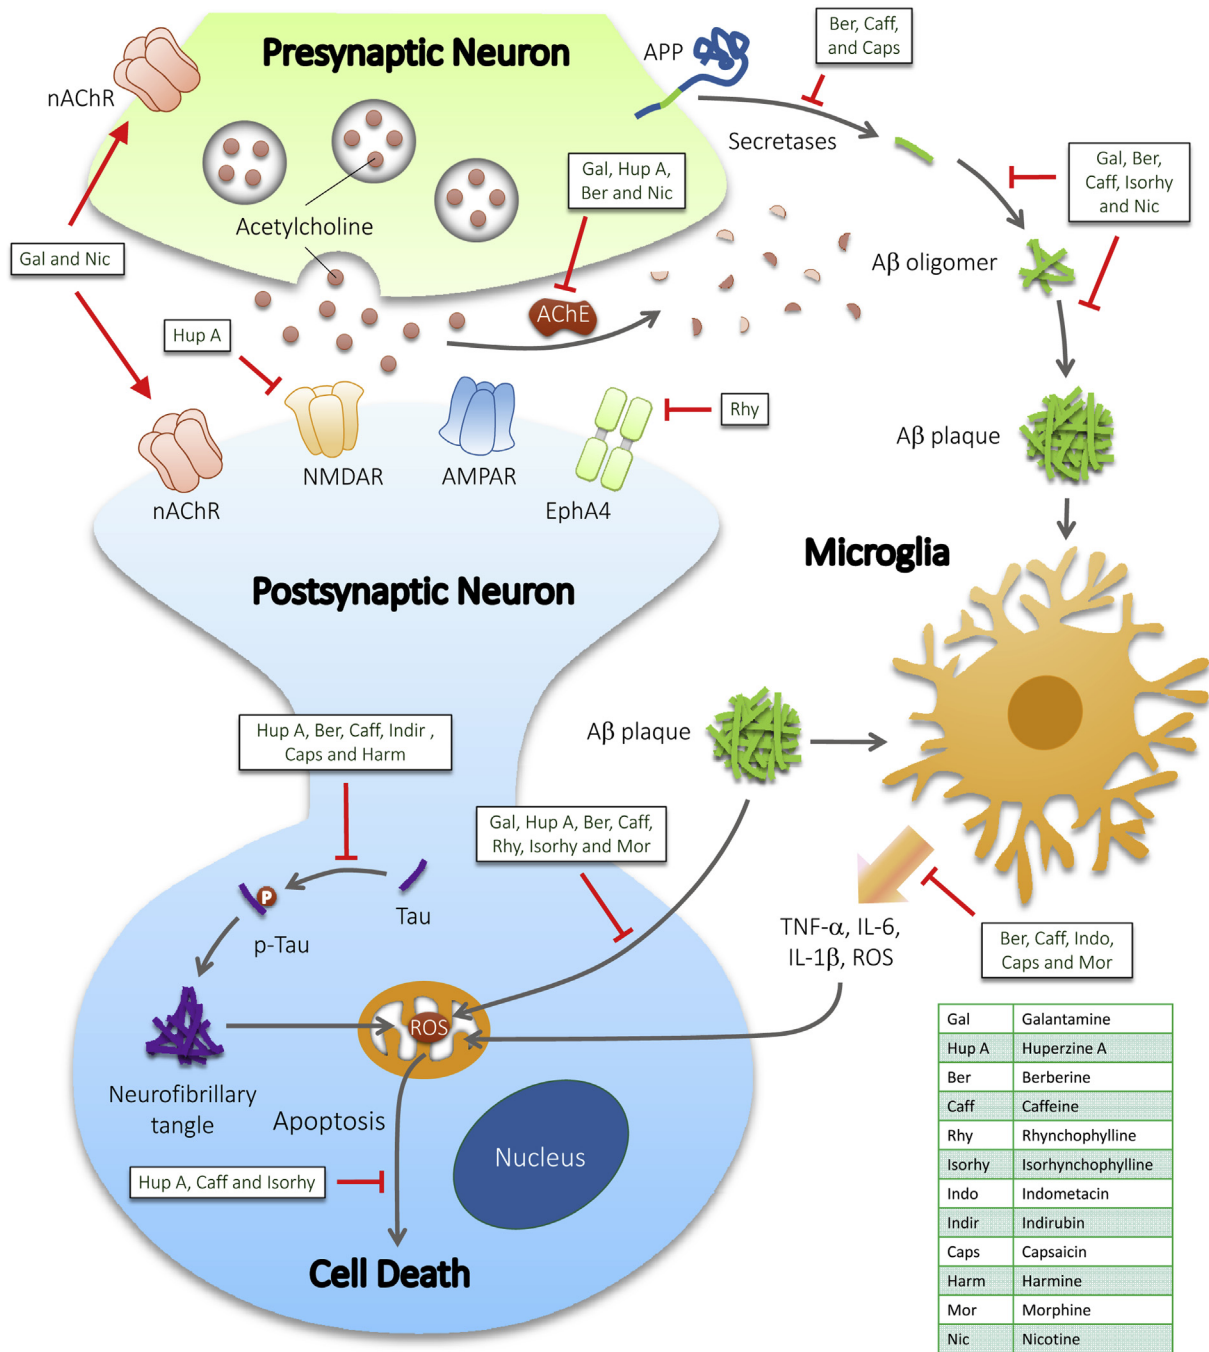 Presynaptic Neuron
APP
Ber, Caff,
and Caps
nAChR
Secretases
Gal, Hup A,
Ber and Nic
Gal, Ber,
Caff, Isorhy
and Nic
Acetylcholine
Gal and Nic
Aβ oligomer
AChE
Hup A
Rhy
Aβ plaque
NMDAR
AMPAR
nAChR
EphA4
Microglia
Postsynaptic Neuron
Hup A, Ber, Caff, Indir ,
Caps and Harm
Aβ plaque
Gal, Hup A, Ber, Caff,
Rhy, Isorhy and Mor
P
Tau
p-Tau
TNF-α, IL-6,
IL-1β, ROS
Ber, Caff, Indo,
Caps and Mor
ROS
Neurofibrillary
tangle
Apoptosis
Nucleus
Hup A, Caff and Isorhy
Cell Death
Gal Galantamine
Hup A Huperzine A
Ber Berberine
Caff Caffeine
Rhy Rhynchophylline
Isorhy Isorhynchophylline
Indo Indometacin
Indir Indirubin
Caps Capsaicin
Harm Harmine
Mor Morphine
Nic Nicotine